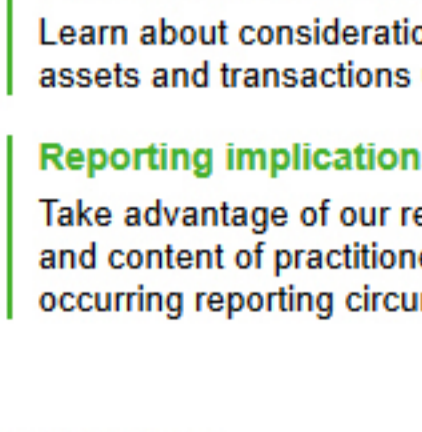 Learn about consideratio
assets and transactions
Reporting implication
Take advantage of our re
and content of practitione
occurring reporting circu